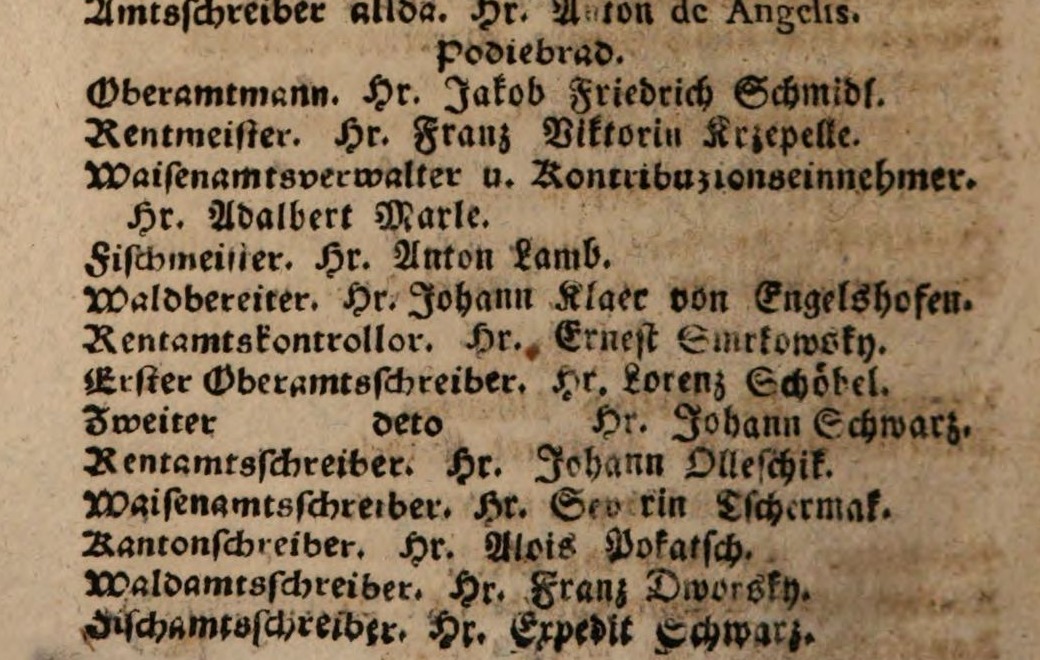 Amtsschreiber allda. Hr. Anton de Angelis.
Podiebrad.
Oberamtmann. Hr. Jakob Friedrich Schmidl.
Rentmeister. Hr. Franz Viktorin Krzepelle.
Waisenamtsverwalter u. Kontribuzionseinnehmer.
Hr. Adalbert Marle.
Fischmeister. Hr. Anton Lamb.
Waldbereiter. Hr. Johann Klaer von Engelshofen.
Rentamtskontrollor. Hr. Ernest Smrkowsky.
Erster Oberamtsschreiber. Hr. Lorenz Schöbel.
Zweiter deto Hr. Johann Schwarz.
Rentamtsschreiber. Hr. Johann Olleschik.
Waisenamtsschreiber. Hr. Severin Tschermak.
Kantonschreiber. Hr. Alois Pokatsch.
Waldamtsschreiber. Hr. Franz Dworsky.
Fischamtsschreiber. Hr. Expedit Schwarz.